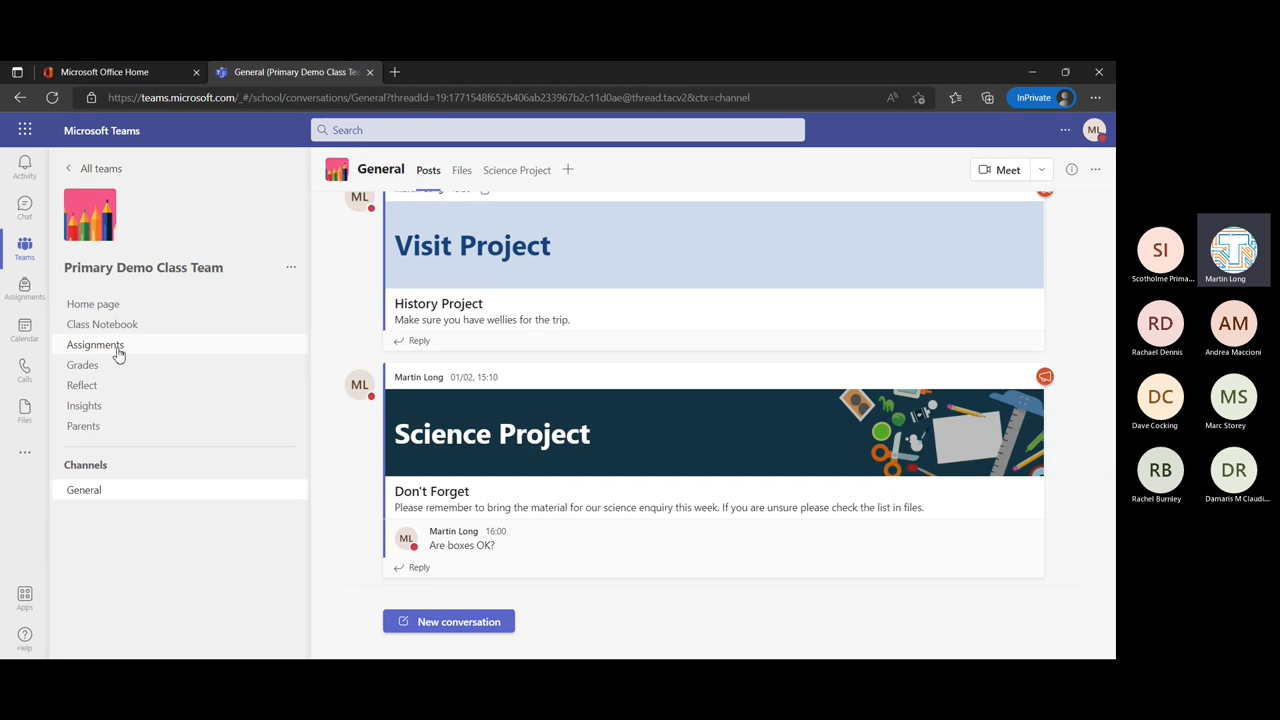 Microsoft Office Home
General (Primary Demo Class Tea
https://teams.microsoft.com/_#/school/conversations/General?threadId=19:1771548f652b406ab233967b2c11d0ae@thread.tacv2&ctx=channel
InPrivate
Microsoft Teams
Search
ML
Activity
Chat
Teams
Assignments
Calendar
Calls
Files
Apps
Help
All teams
Primary Demo Class Team
Home page
Class Notebook
Assignments
Grades
Reflect
Insights
Parents
Channels
General
General
Posts
Files
Science Project
Meet
ML
Visit Project
History Project
Make sure you have wellies for the trip.
Reply
ML
Martin Long 01/02, 15:10
Science Project
Don't Forget
Please remember to bring the material for our science enquiry this week. If you are unsure please check the list in files.
ML
Martin Long 16:00
Are boxes OK?
Reply
New conversation
SI
Scotholme Prima...
Martin Long
RD
Rachael Dennis
AM
Andrea Maccioni
DC
Dave Cocking
MS
Marc Storey
RB
Rachel Burnley
DR
Damaris M Claudi...